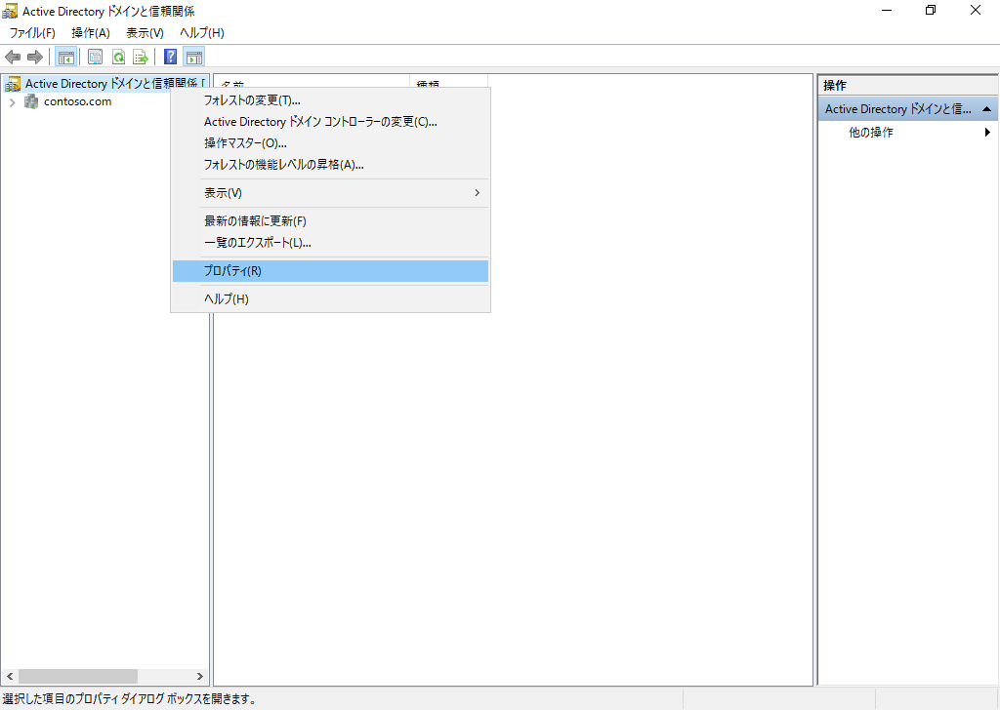 Active Directory ドメインと信頼関係
ファイル(F) 操作(A) 表示(V) ヘルプ(H)
Active Directory ドメインと信頼関係 [
contoso.com
名前 種類
フォレストの変更(T)...
Active Directory ドメイン コントローラーの変更(C)...
操作マスター(O)...
フォレストの機能レベルの昇格(A)...
表示(V)
最新の情報に更新(F)
一覧のエクスポート(L)...
プロパティ(R)
ヘルプ(H)
操作
Active Directory ドメインと信...
他の操作
選択した項目のプロパティ ダイアログ ボックスを開きます。